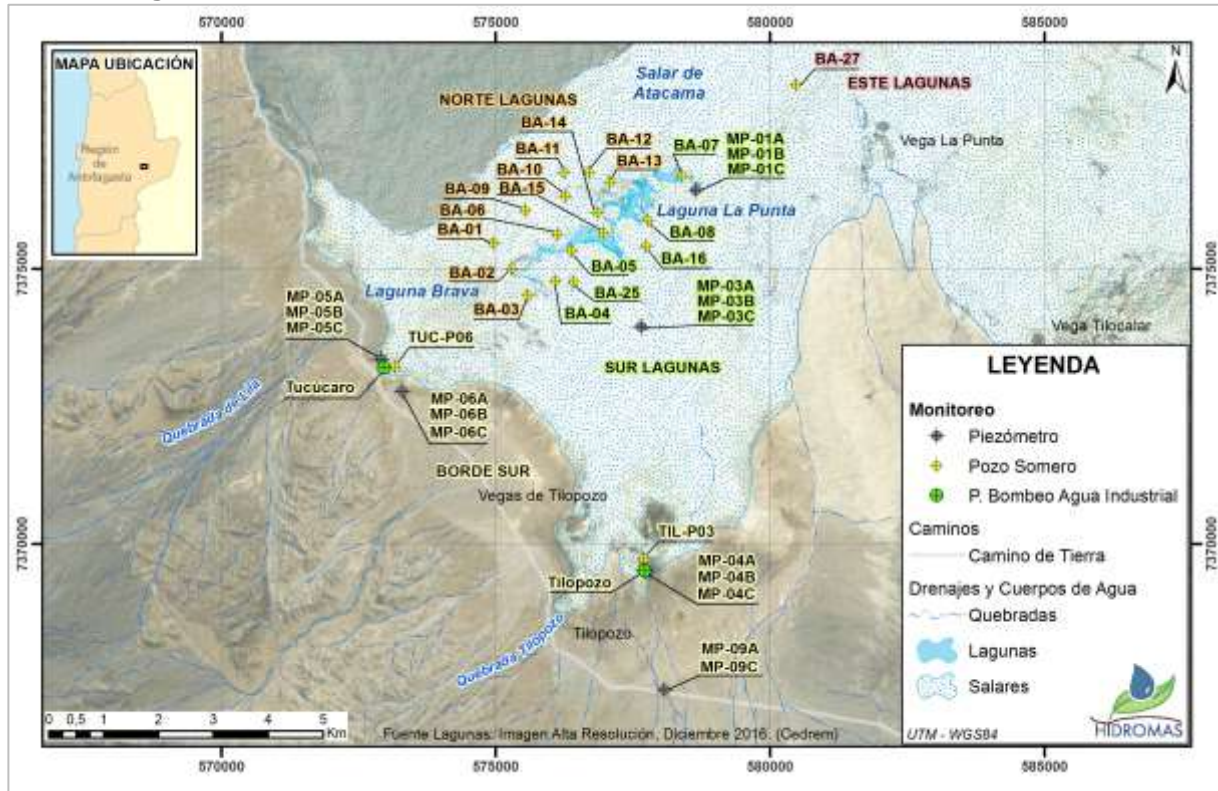 570000
575000
580000
585000
MAPA UBICACIÓN
Región
de
Antofagasta
Salar de
Atacama
N
BA-27
ESTE LAGUNAS
NORTE LAGUNAS
BA-14
BA-12
BA-13
BA-07
MP-01A
MP-01B
MP-01C
Vega La Punta
BA-11
BA-10
BA-15
BA-09
BA-06
BA-01
Laguna La Punta
BA-08
BA-16
7375000
7375000
BA-02
BA-05
Laguna Brava
BA-03
BA-04
BA-25
MP-03A
MP-03B
MP-03C
Vega Tilocalar
MP-05A
MP-05B
MP-05C
TUC-P06
Tucucaro
Quebrada de Lila
SUR LAGUNAS
MP-06A
MP-06B
MP-06C
BORDE SUR
Vegas de Tilopozo
7370000
7370000
TIL-P03
Tilopozo
MP-04A
MP-04B
MP-04C
Tilopozo
Quebrada Tilopozo
MP-09A
MP-09C
LEYENDA
Monitoreo
Piezómetro
Pozo Somero
P. Bombeo Agua Industrial
Caminos
Camino de Tierra
Drenajes y Cuerpos de Agua
Quebradas
Lagunas
Salares
UTM - WGS84
HIDROMAS
0 0,5 1 2 3 4 5
Km
Fuente Lagunas: Imagen Alta Resolución, Diciembre 2016. (Cedrem)
570000
575000
580000
585000